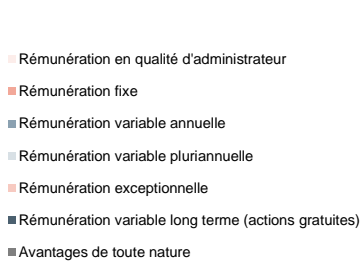 Rémunération en qualité d'administrateur
Rémunération fixe
Rémunération variable annuelle
Rémunération variable pluriannuelle
Rémunération exceptionnelle
Rémunération variable long terme (actions gratuites)
Avantages de toute nature